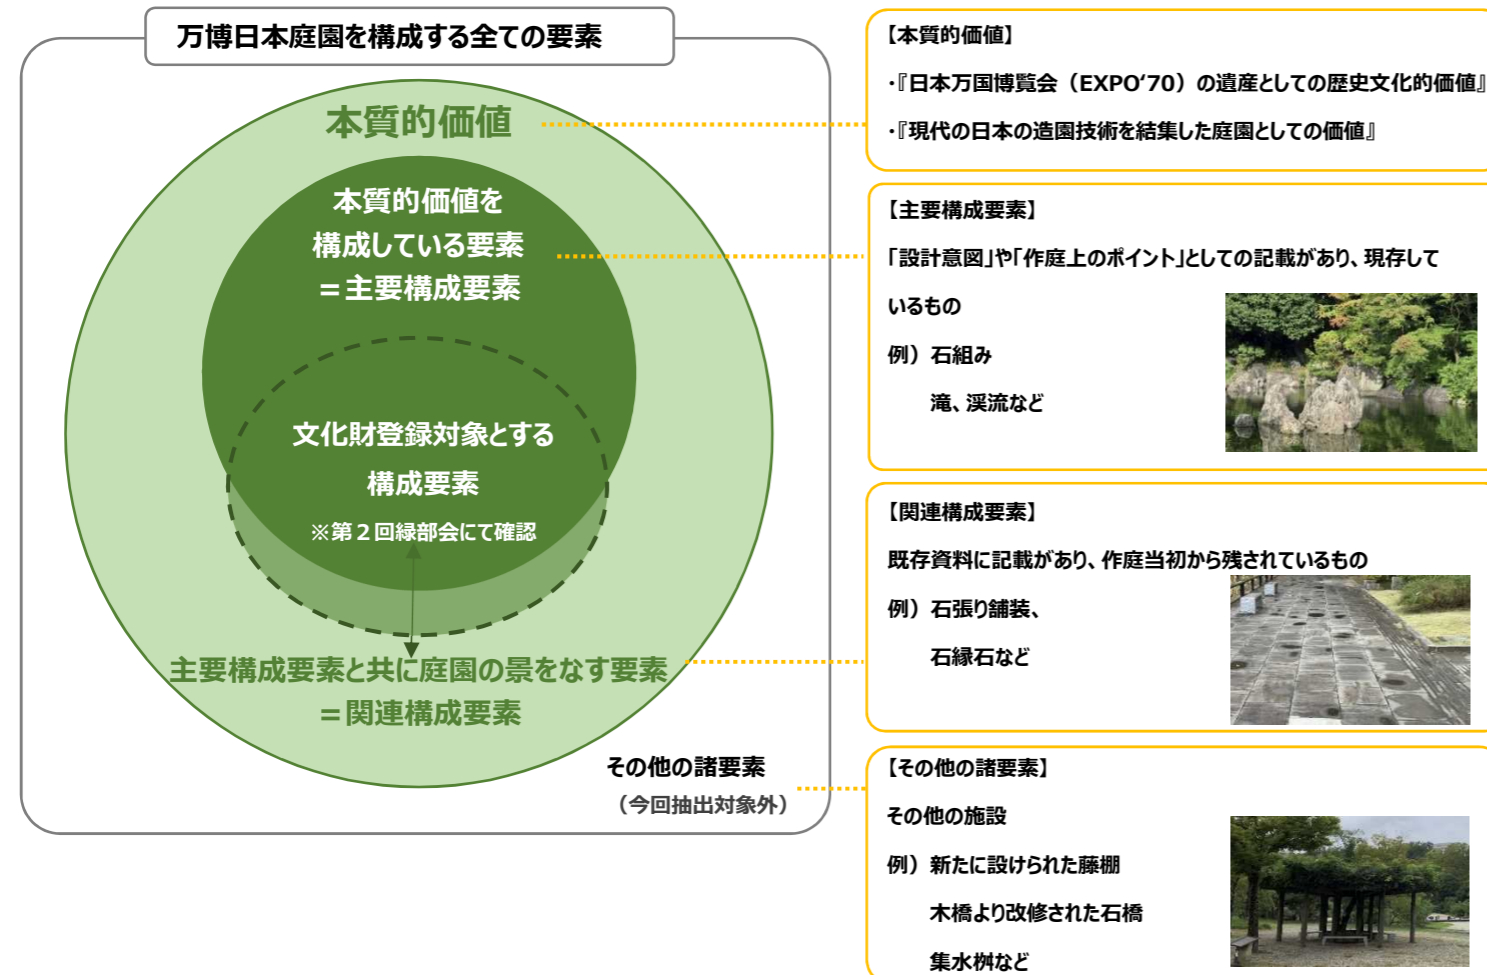 万博日本庭園を構成する全ての要素
本質的価値
本質的価値を
構成している要素
＝主要構成要素
文化財登録対象とする
構成要素
※第２回緑部会にて確認
主要構成要素と共に庭園の景をなす要素
＝関連構成要素
その他の諸要素
（今回抽出対象外）
【本質的価値】
・『日本万国博覧会（EXPO‘70）の遺産としての歴史文化的価値』
・『現代の日本の造園技術を結集した庭園としての価値』
【主要構成要素】
「設計意図」や「作庭上のポイント」としての記載があり、現存して
いるもの
例）石組み
滝、渓流など
【関連構成要素】
既存資料に記載があり、作庭当初から残されているもの
例）石張り舗装、
石縁石など
【その他の諸要素】
その他の施設
例）新たに設けられた藤棚
木橋より改修された石橋
集水桝など